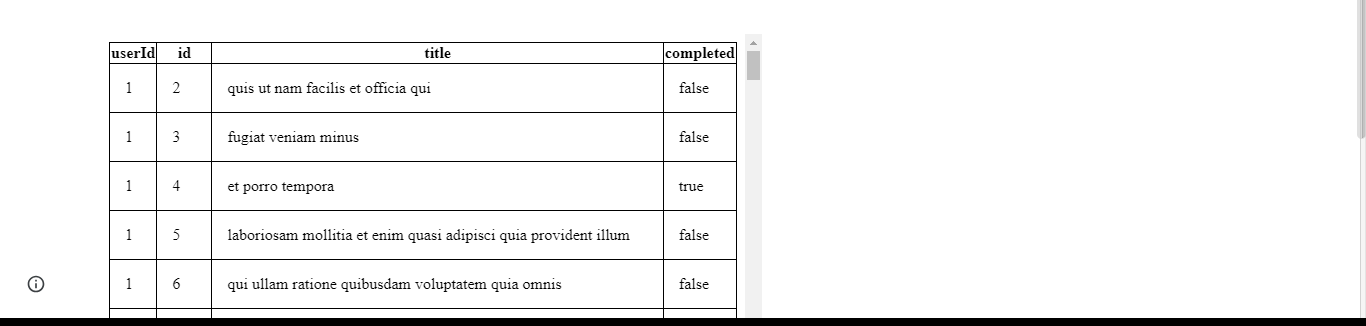 userId id title completed
1 2 quis ut nam facilis et officia qui false
1 3 fugiat veniam minus false
1 4 et porro tempora true
1 5 laboriosam mollitia et enim quasi adipisci quia provident illum false
1 6 qui ullam ratione quibusdam voluptatem quia omnis false